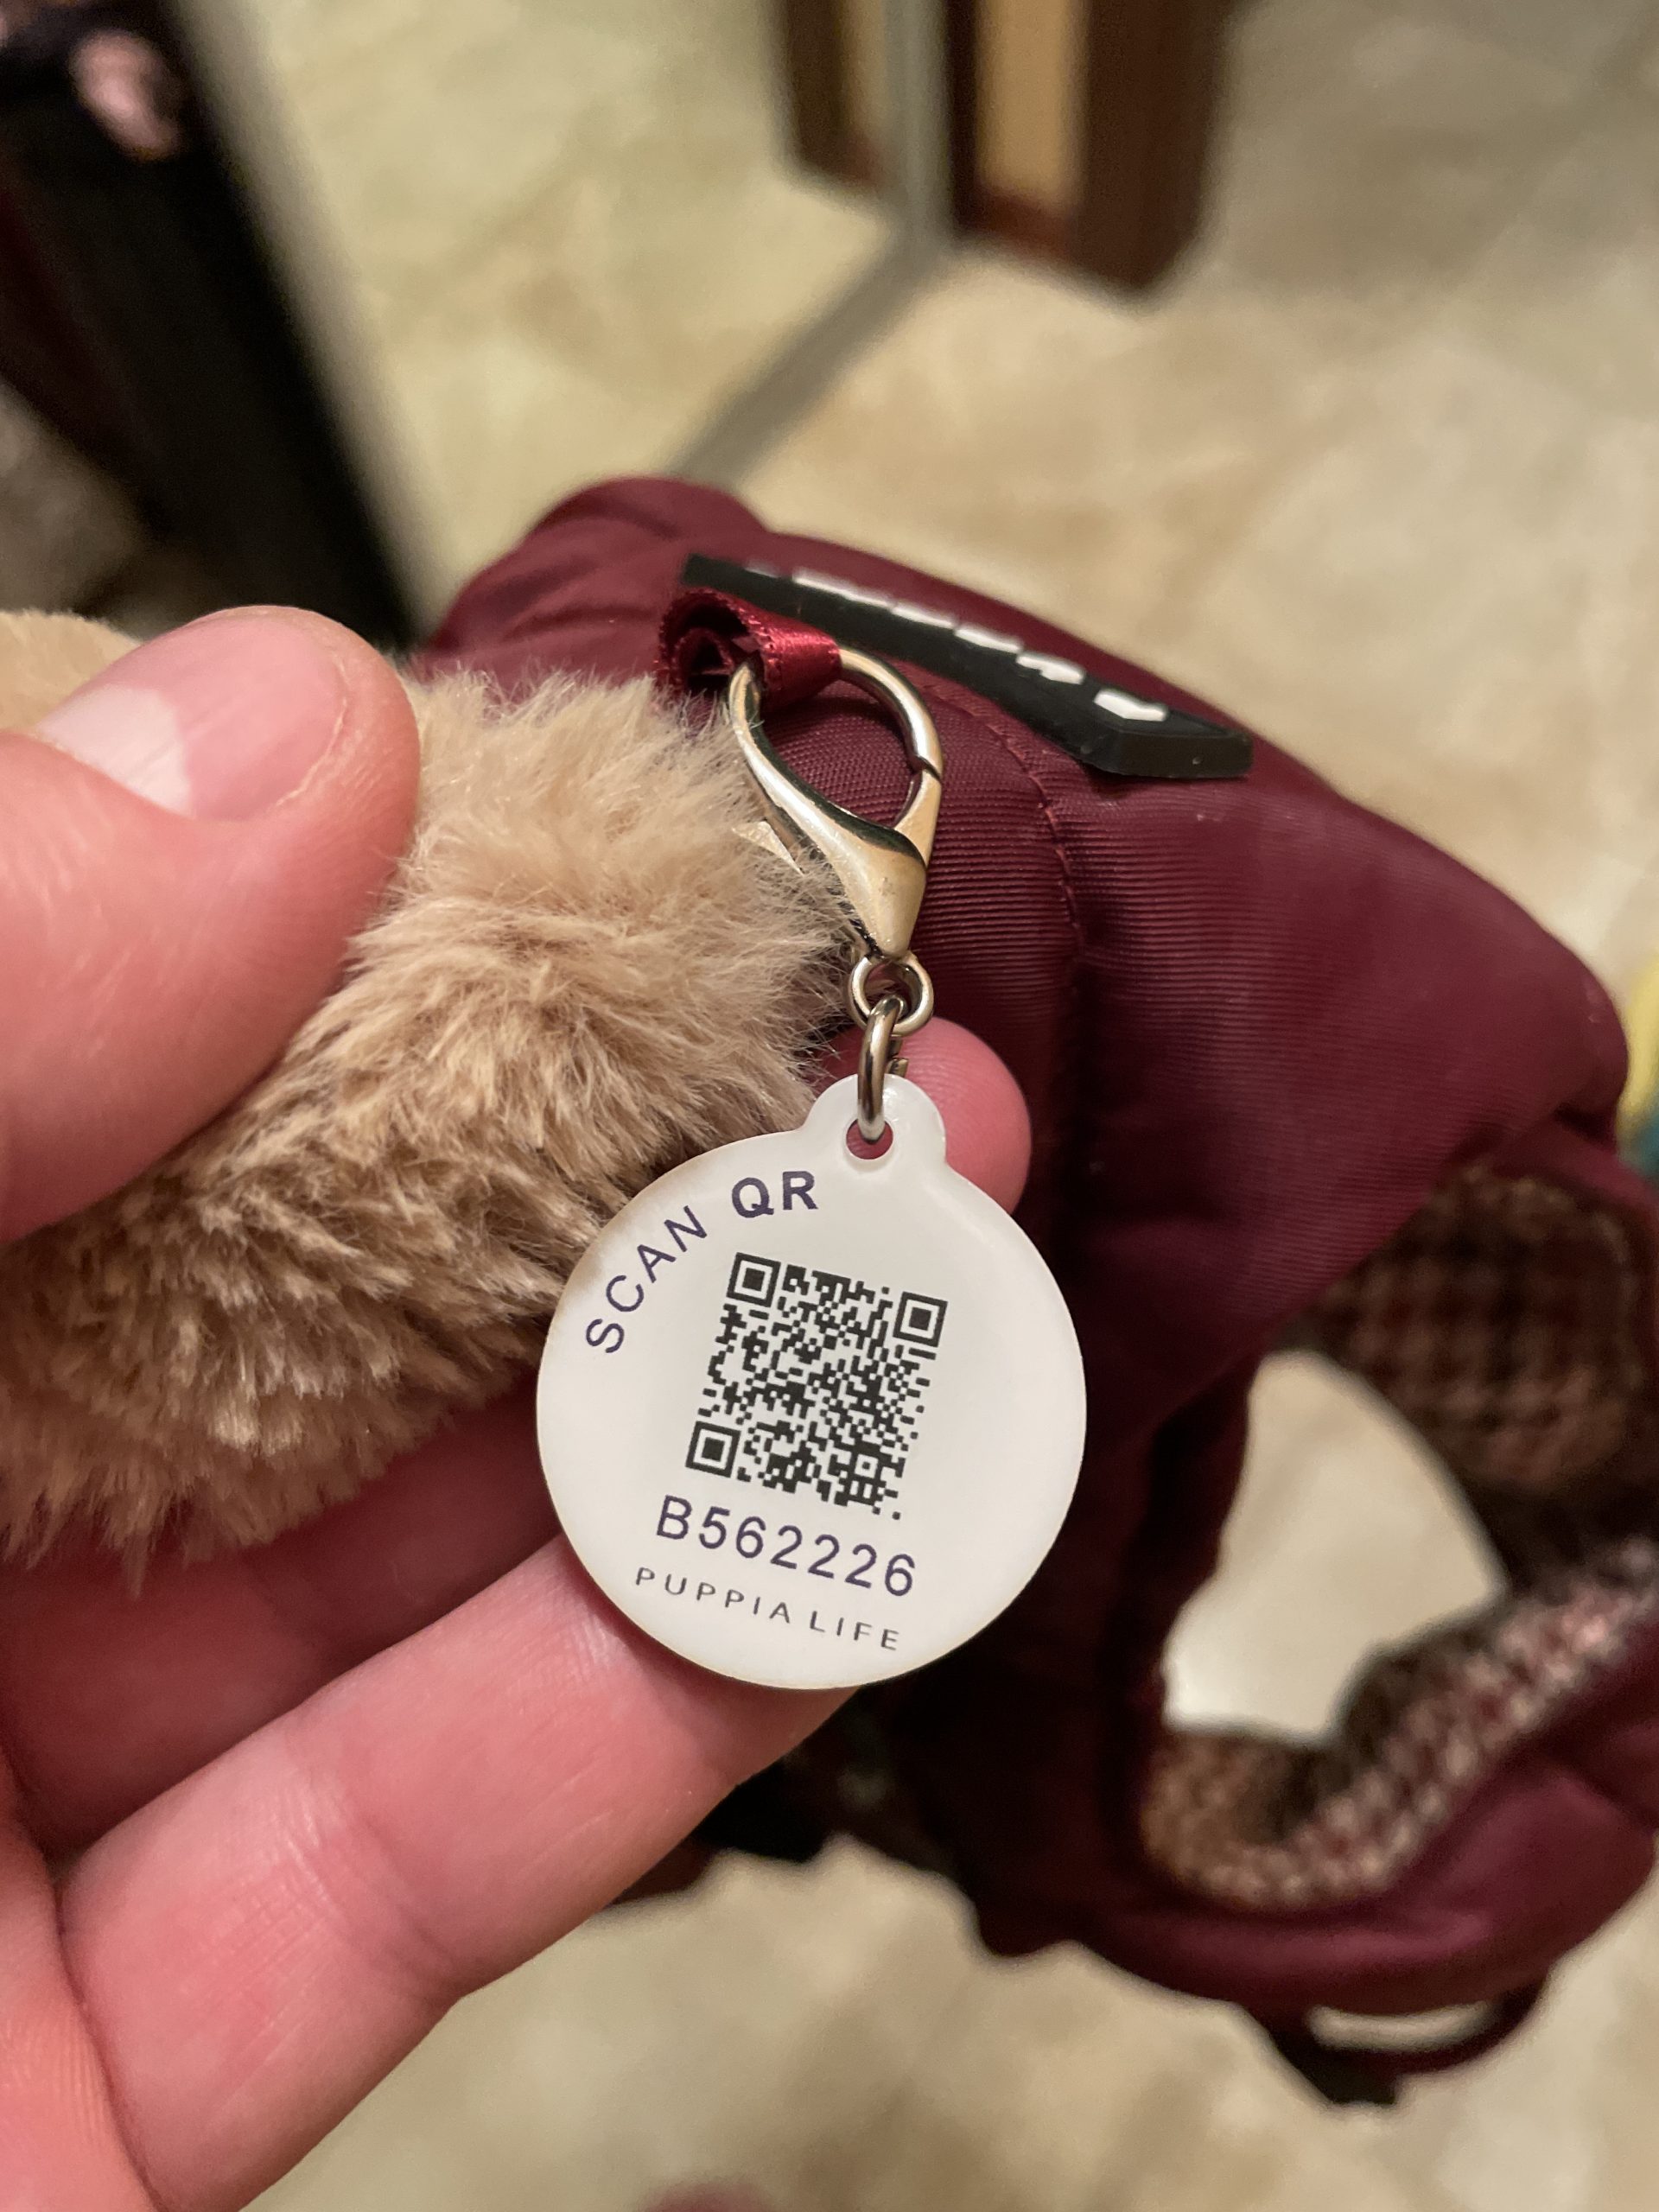 SCAN QR
B562226
PUPPIA LIFE